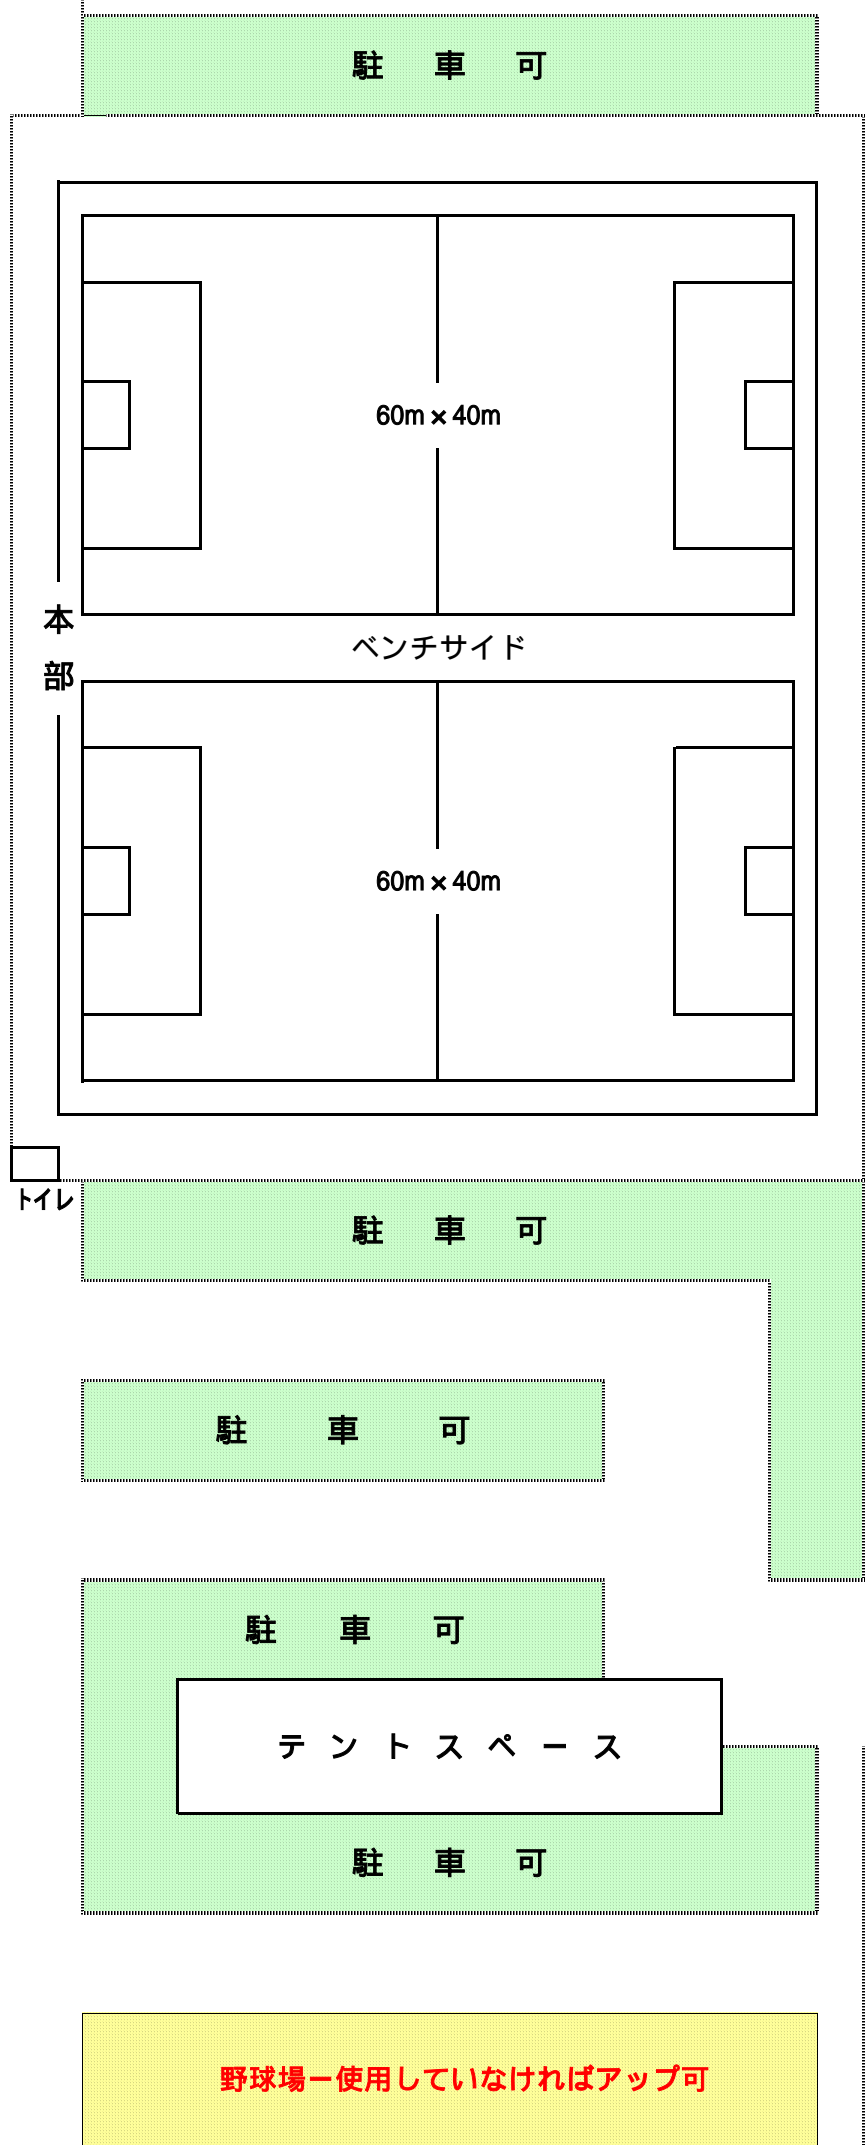 駐 車 可
60m×40m
本部
ベンチサイド
60m×40m
トイレ
駐 車 可
駐 車 可
駐 車 可
テントスペース
駐 車 可
野球場ー使用していなければアップ可